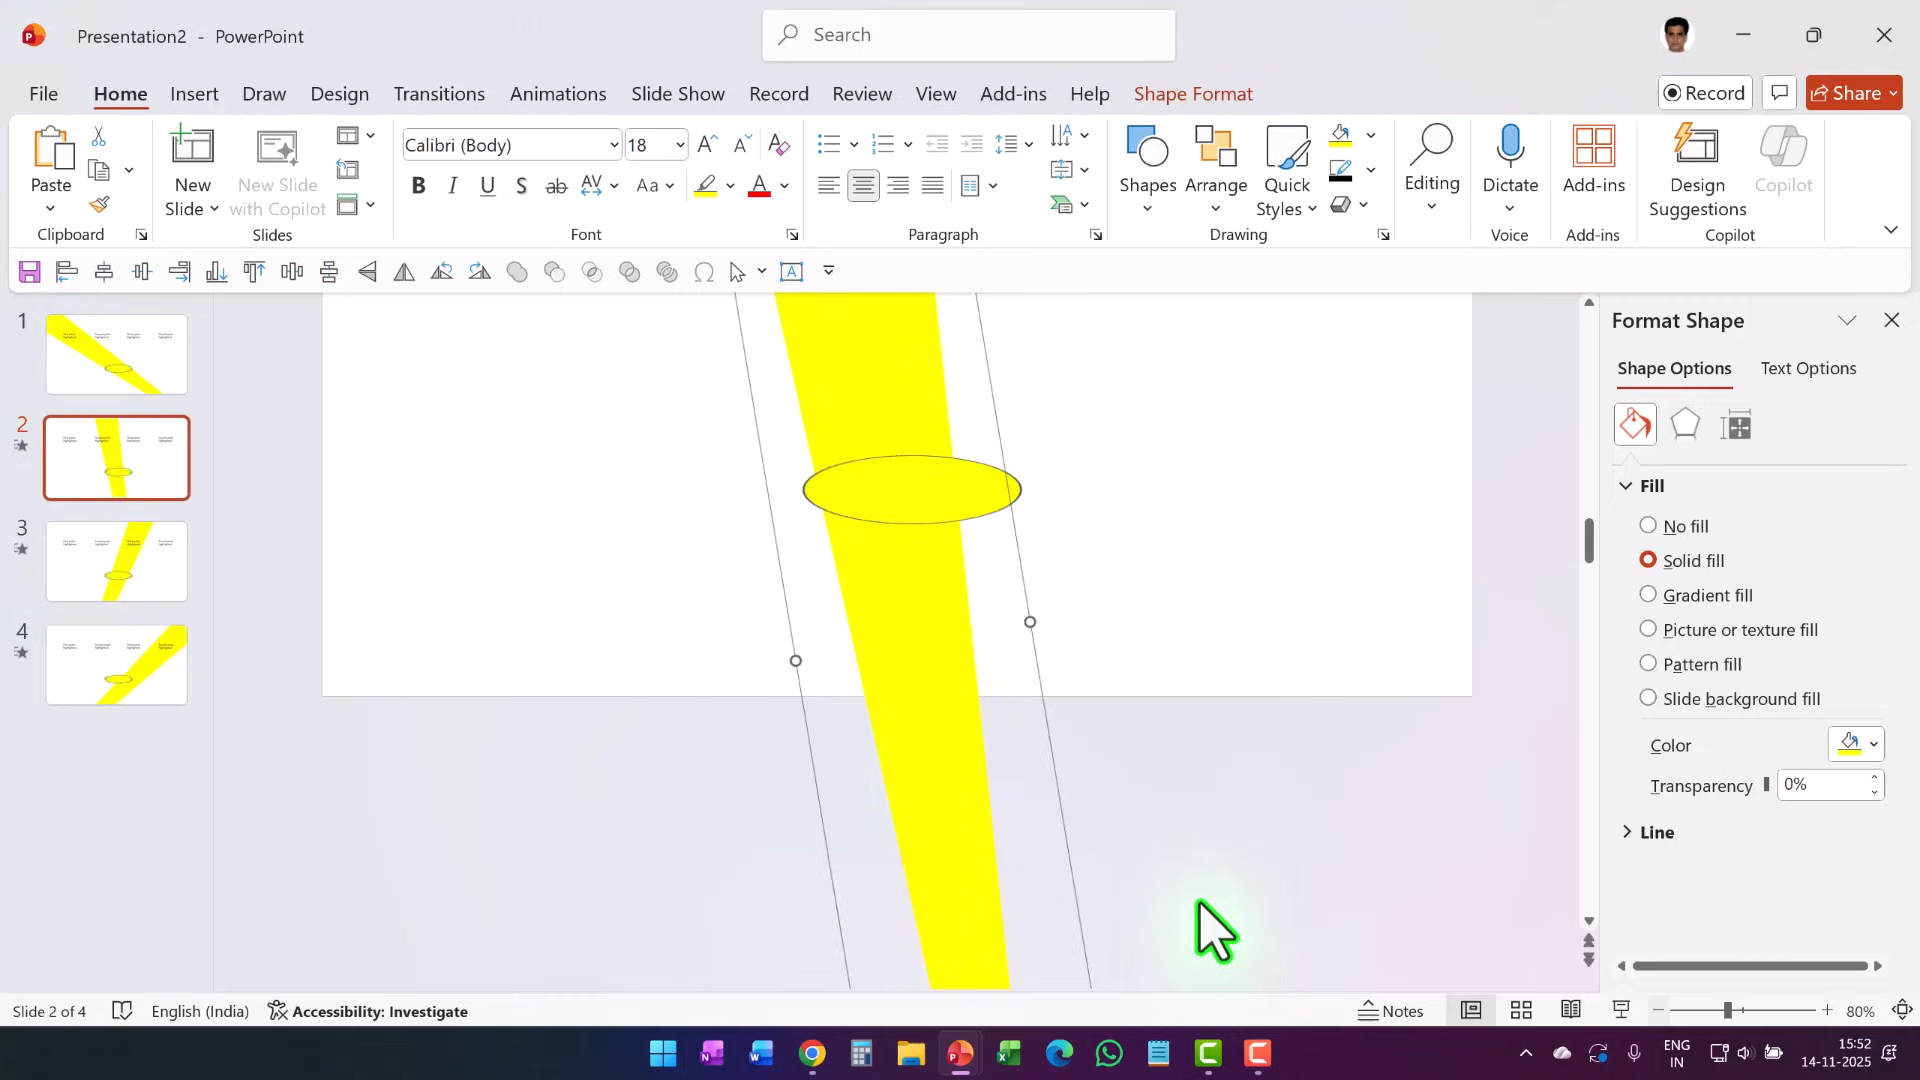 Presentation2 - PowerPoint
Search
File Home Insert Draw Design Transitions Animations Slide Show Record Review View Add-ins Help Shape Format
Record
Share
Paste
Clipboard
New
Slide
New Slide
with Copilot
Slides
Calibri (Body)
18
Font
Paragraph
Shapes
Arrange
Quick
Styles
Drawing
Editing
Dictate
Voice
Add-ins
Add-ins
Design
Suggestions
Copilot
Copilot
1
2
3
4
Format Shape
Shape Options
Text Options
Fill
No fill
Solid fill
Gradient fill
Picture or texture fill
Pattern fill
Slide background fill
Color
Transparency
0%
Line
Slide 2 of 4
English (India)
Accessibility: Investigate
Notes
80%
ENG
IN
15:52
14-11-2025